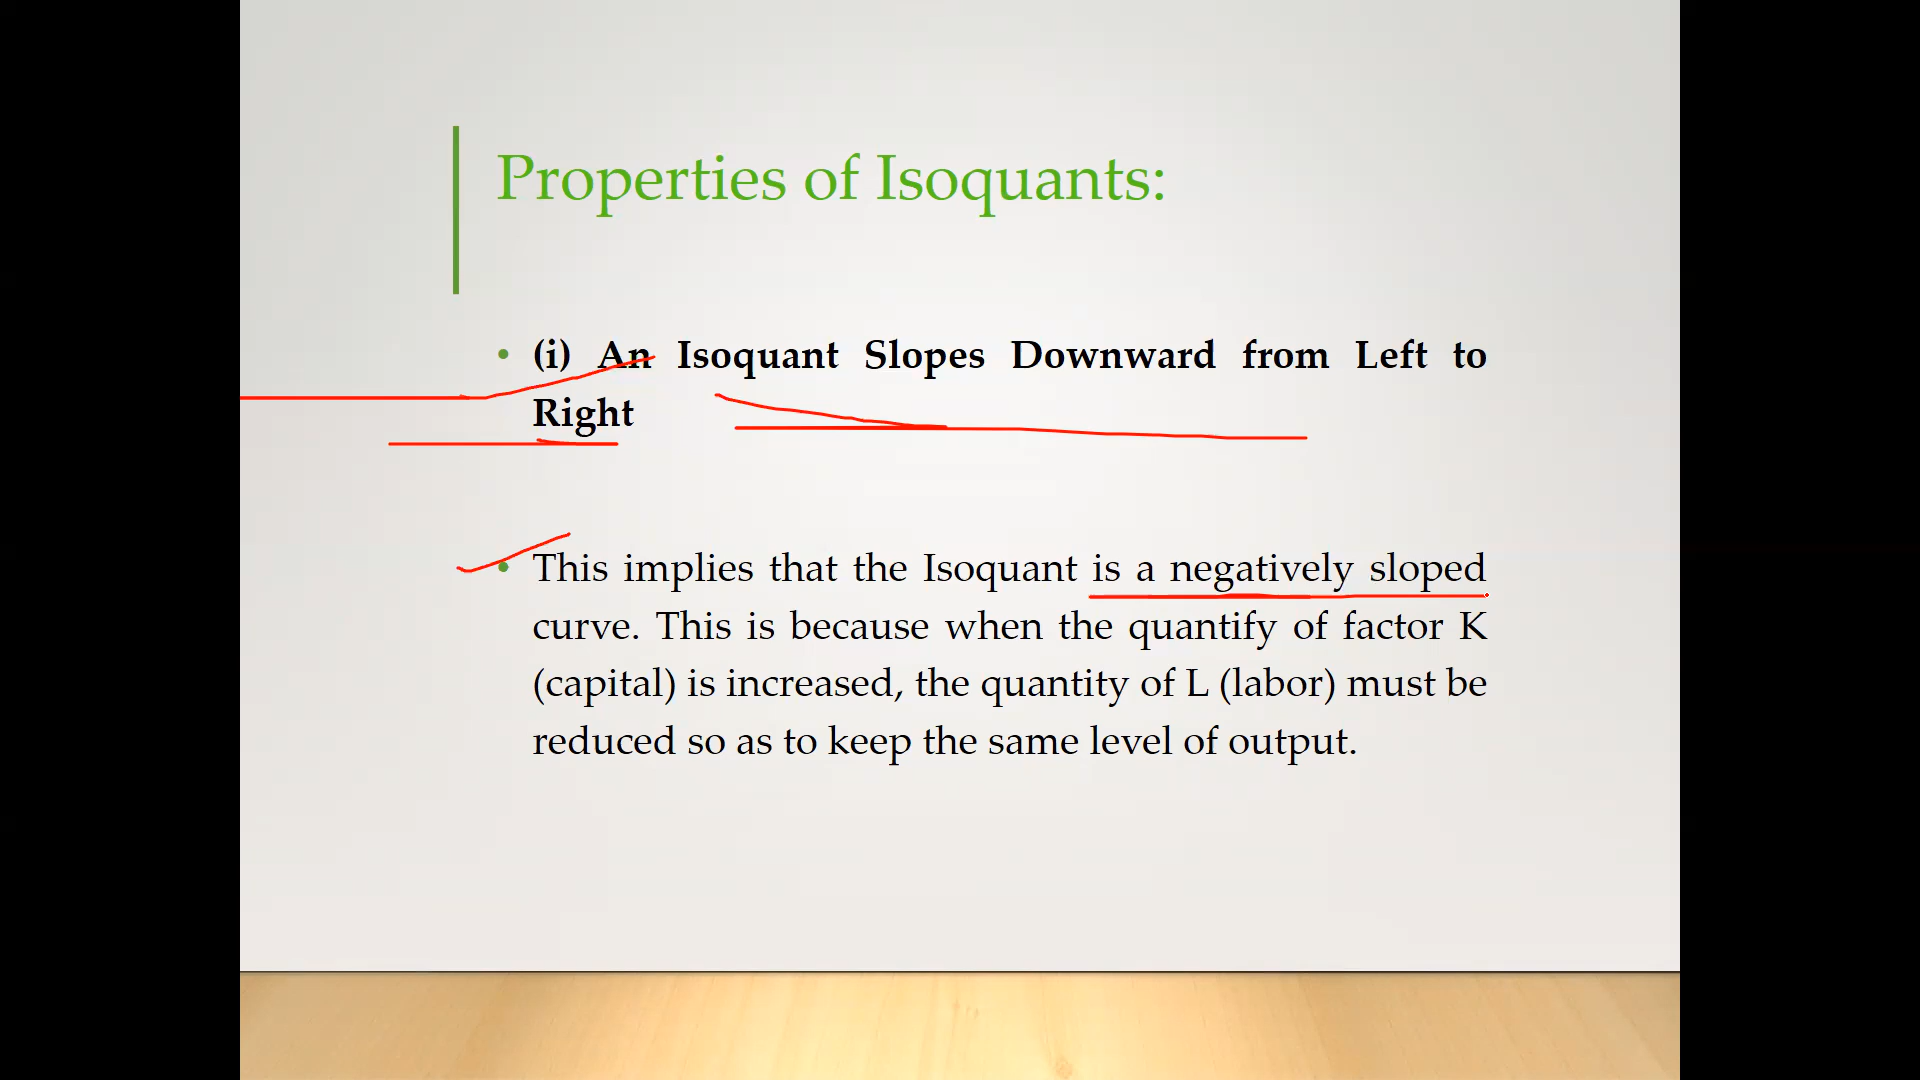 Properties of Isoquants:
• (i) An Isoquant Slopes Downward from Left to
Right
• This implies that the Isoquant is a negatively sloped
curve. This is because when the quantify of factor K
(capital) is increased, the quantity of L (labor) must be
reduced so as to keep the same level of output.